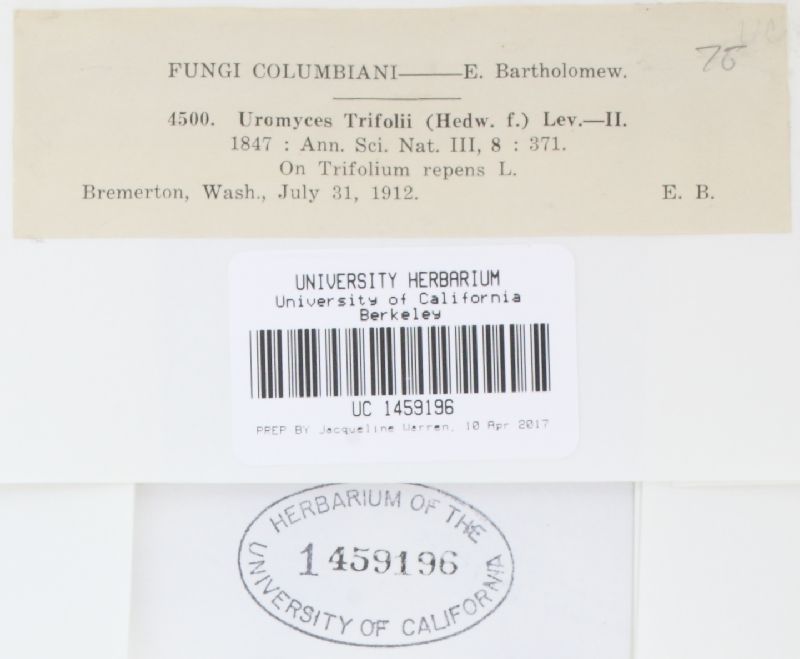 75
FUNGI COLUMBIANI——E. Bartholomew.
4500. Uromyces Trifolii (Hedw. f.) Lev.—II.
1847 : Ann. Sci. Nat. III, 8 : 371.
On Trifolium repens L.
Bremerton, Wash., July 31, 1912. E. B.
UNIVERSITY HERBARIUM
University of California
Berkeley
UC 1459196
PREP BY Jacqueline Warren, 10 Apr 2017
HERBARIUM OF THE
1459196
UNIVERSITY OF CALIFORNIA